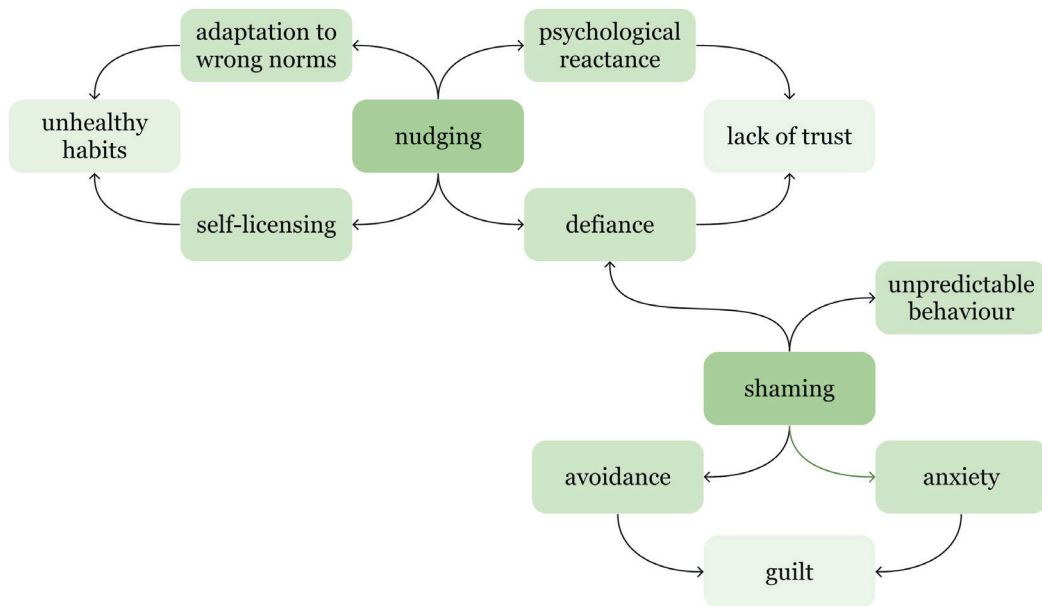 adaptation to
wrong norms
psychological
reactance
unhealthy
habits
nudging
lack of trust
self-licensing
defiance
unpredictable
behaviour
shaming
avoidance
anxiety
guilt